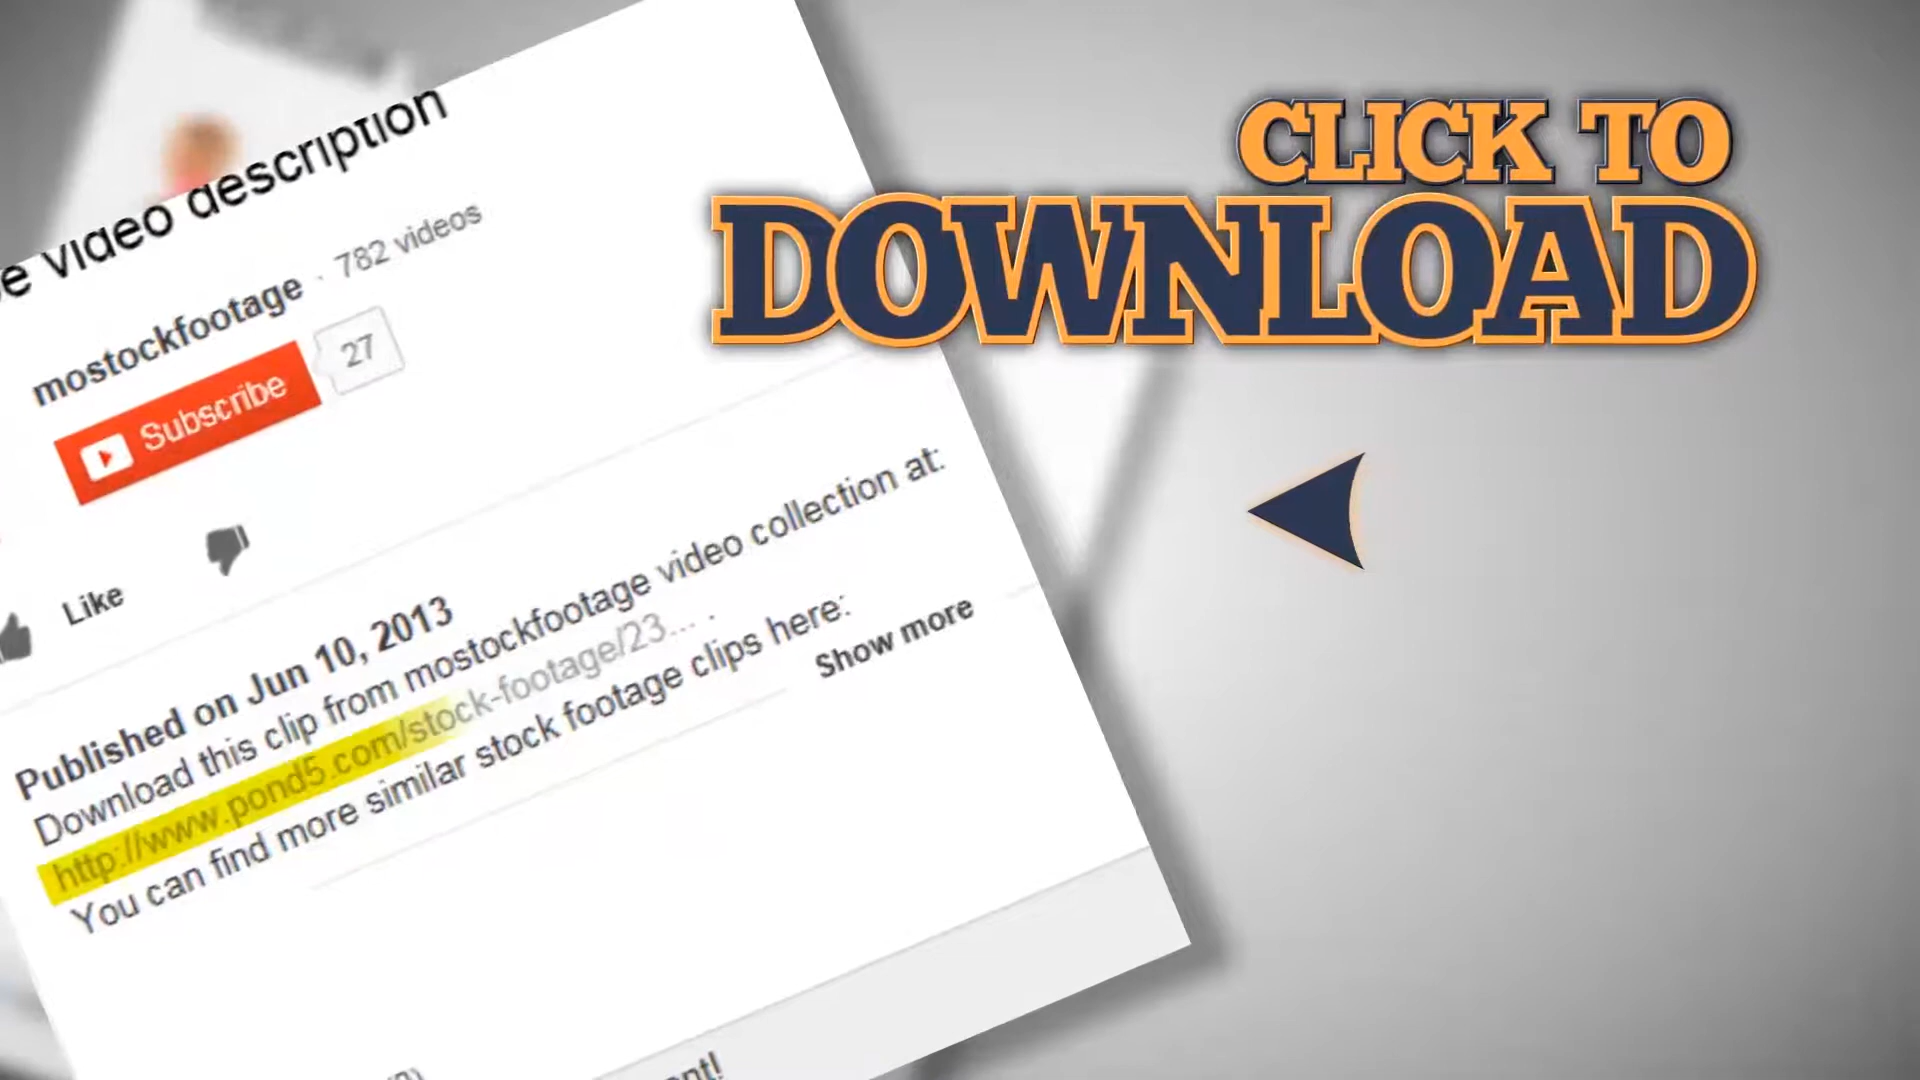 CLICK TO
DOWNLOAD
e video description
mostockfootage · 782 videos
Subscribe 27
Like
Published on Jun 10, 2013
Download this clip from mostockfootage video collection at:
http://www.pond5.com/stock-footage/23... .
You can find more similar stock footage clips here:
Show more